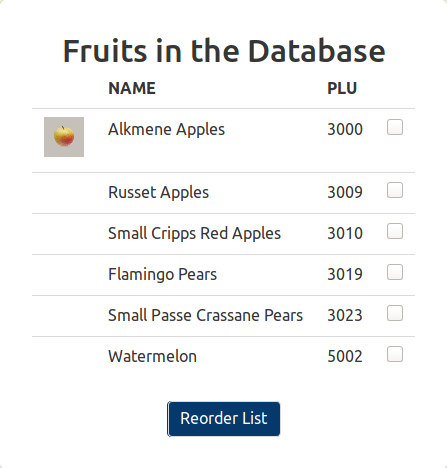 Fruits in the Database
NAME PLU
Alkmene Apples 3000
Russet Apples 3009
Small Cripps Red Apples 3010
Flamingo Pears 3019
Small Passe Crassane Pears 3023
Watermelon 5002
Reorder List